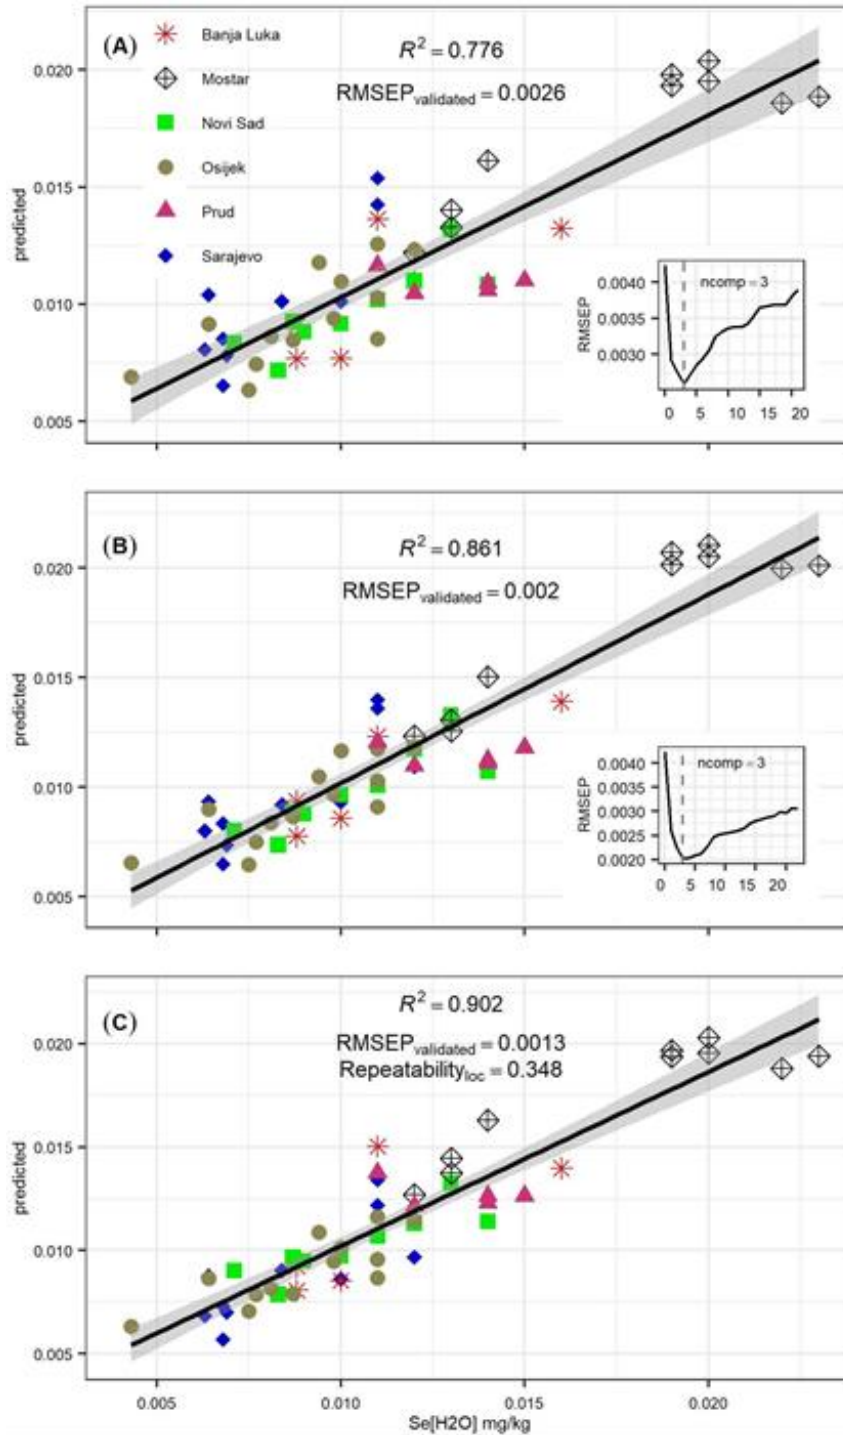 (A)
Banja Luka
Mostar
Novi Sad
Osijek
Prud
Sarajevo
R² = 0.776
RMSEPvalidated = 0.0026
predicted
0.020
0.015
0.010
0.005
RMSEP
0.0040
0.0035
0.0030
ncomp = 3
0 5 10 15 20
(B)
R² = 0.861
RMSEPvalidated = 0.002
predicted
0.020
0.015
0.010
0.005
RMSEP
0.0040
0.0035
0.0030
0.0025
0.0020
ncomp = 3
0 5 10 15 20
(C)
R² = 0.902
RMSEPvalidated = 0.0013
Repeatabilityloc = 0.348
predicted
0.020
0.015
0.010
0.005
0.005 0.010 0.015 0.020
Se[H2O] mg/kg